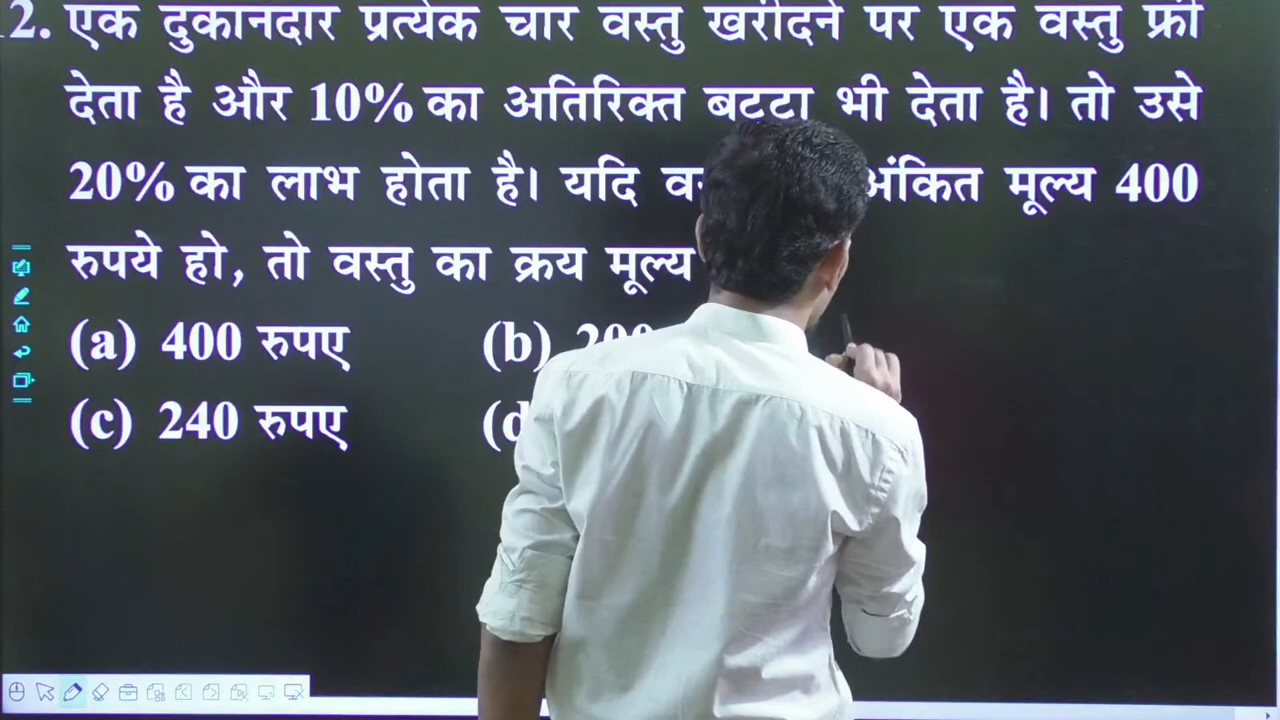 2. एक दुकानदार प्रत्येक चार वस्तु खरीदने पर एक वस्तु फ्री
देता है और 10% का अतिरिक्त बटटा भी देता है। तो उसे
20% का लाभ होता है। यदि अंकित मूल्य 400
रुपये हो, तो वस्तु का क्रय मूल्य
(a) 400 रुपए (b)
(c) 240 रुपए